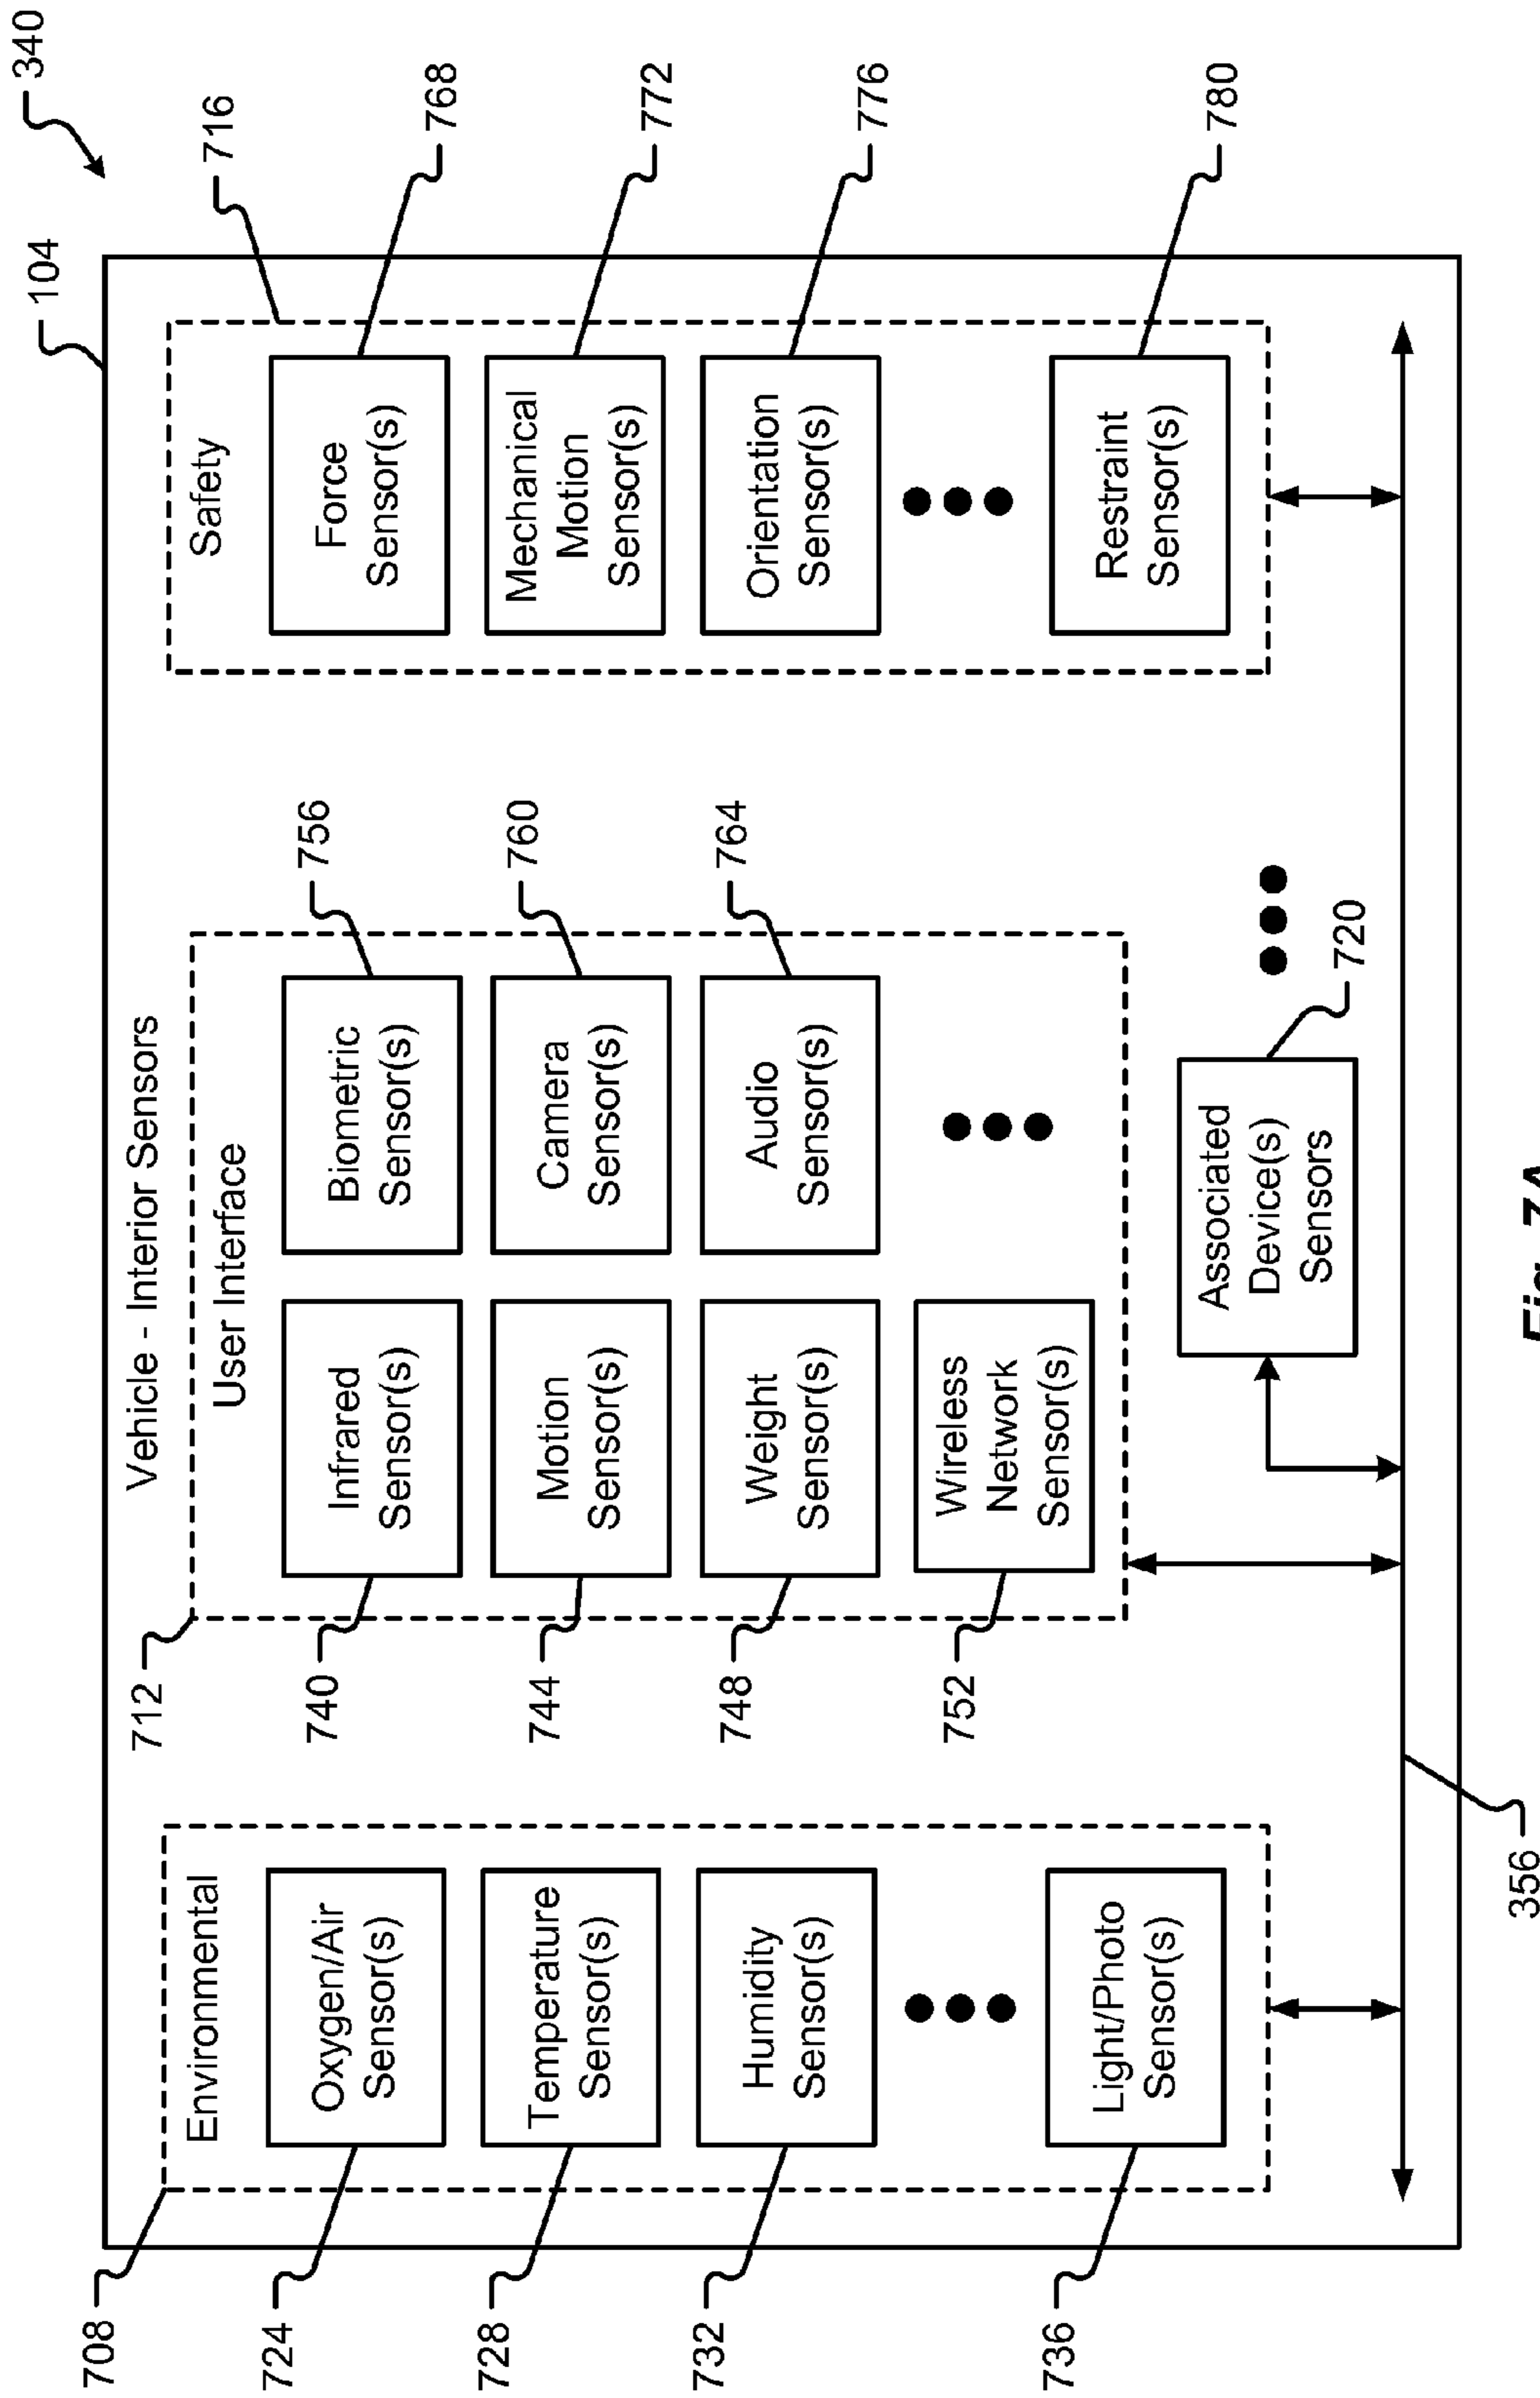 340
104
Vehicle - Interior Sensors
708
Environmental
724
Oxygen/Air
Sensor(s)
728
Temperature
Sensor(s)
732
Humidity
Sensor(s)
736
Light/Photo
Sensor(s)
712
User Interface
740
Infrared
Sensor(s)
Biometric
Sensor(s)
756
744
Motion
Sensor(s)
Camera
Sensor(s)
760
748
Weight
Sensor(s)
Audio
Sensor(s)
764
752
Wireless
Network
Sensor(s)
Associated
Device(s)
Sensors
720
716
Safety
Force
Sensor(s)
768
Mechanical
Motion
Sensor(s)
772
Orientation
Sensor(s)
776
Restraint
Sensor(s)
780
356